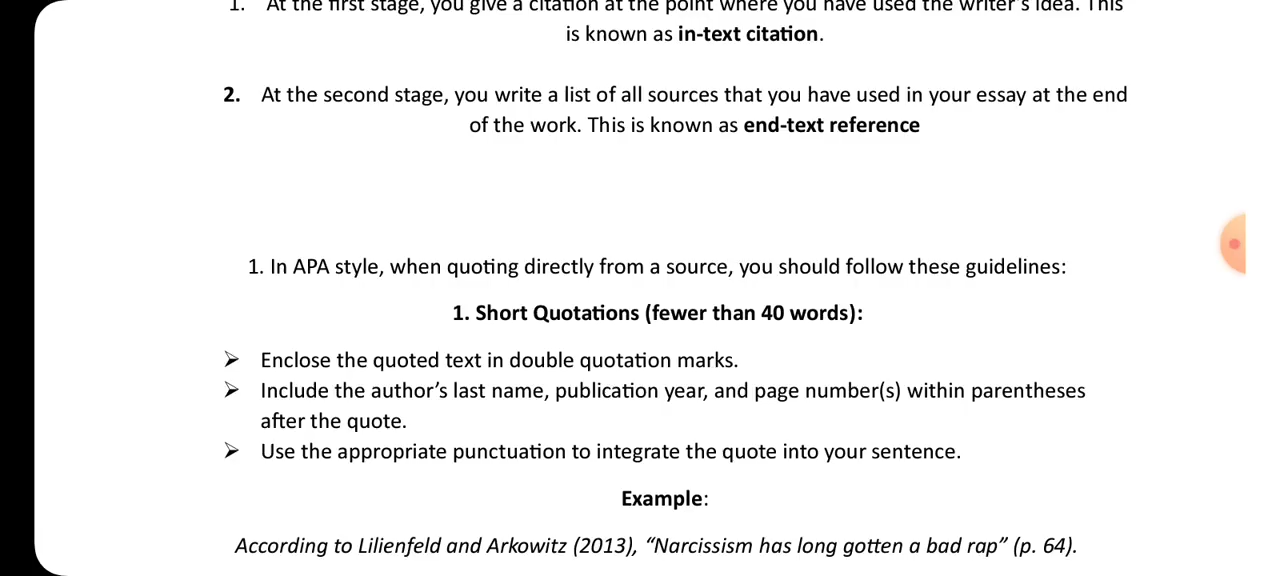 1. At the first stage, you give a citation at the point where you have used the writer's idea. This
is known as in-text citation.
2. At the second stage, you write a list of all sources that you have used in your essay at the end
of the work. This is known as end-text reference
1. In APA style, when quoting directly from a source, you should follow these guidelines:
1. Short Quotations (fewer than 40 words):
➢ Enclose the quoted text in double quotation marks.
➢ Include the author's last name, publication year, and page number(s) within parentheses
after the quote.
➢ Use the appropriate punctuation to integrate the quote into your sentence.
Example:
According to Lilienfeld and Arkowitz (2013), “Narcissism has long gotten a bad rap” (p. 64).